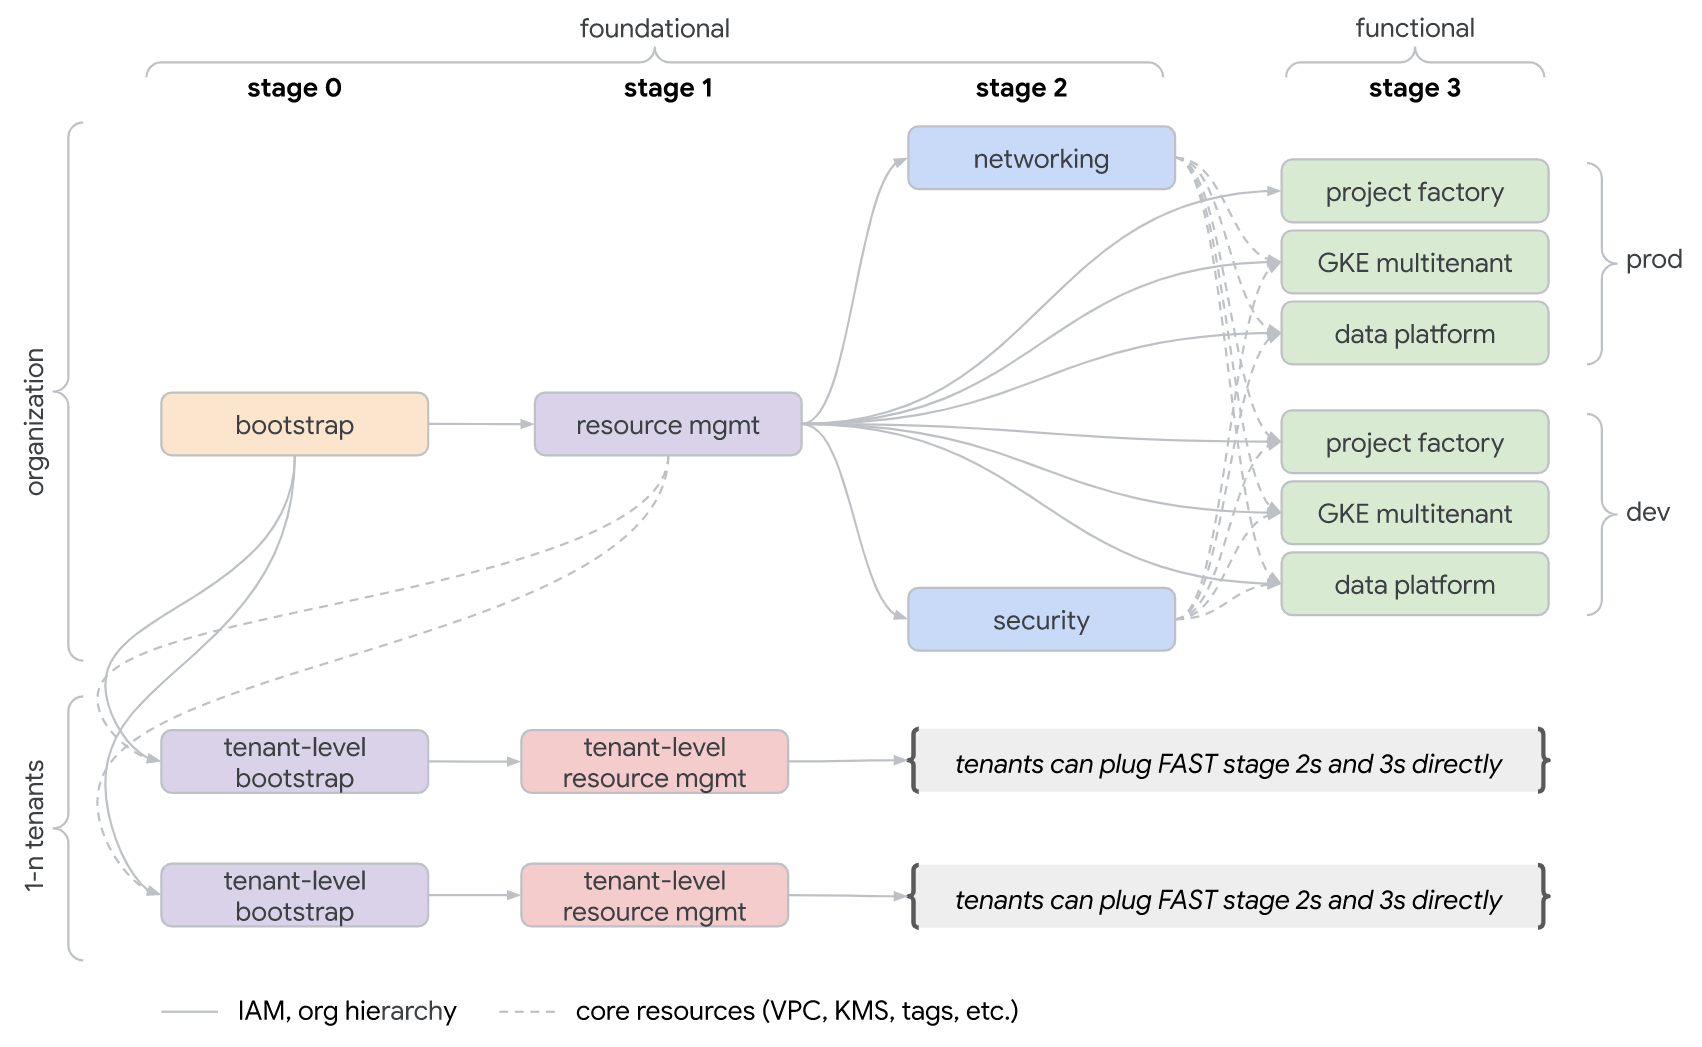 foundational
functional
stage 0
stage 1
stage 2
stage 3
organization
networking
project factory
GKE multitenant
data platform
prod
bootstrap
resource mgmt
project factory
GKE multitenant
data platform
dev
security
1-n tenants
tenant-level
bootstrap
tenant-level
resource mgmt
tenants can plug FAST stage 2s and 3s directly
tenant-level
bootstrap
tenant-level
resource mgmt
tenants can plug FAST stage 2s and 3s directly
IAM, org hierarchy
core resources (VPC, KMS, tags, etc.)